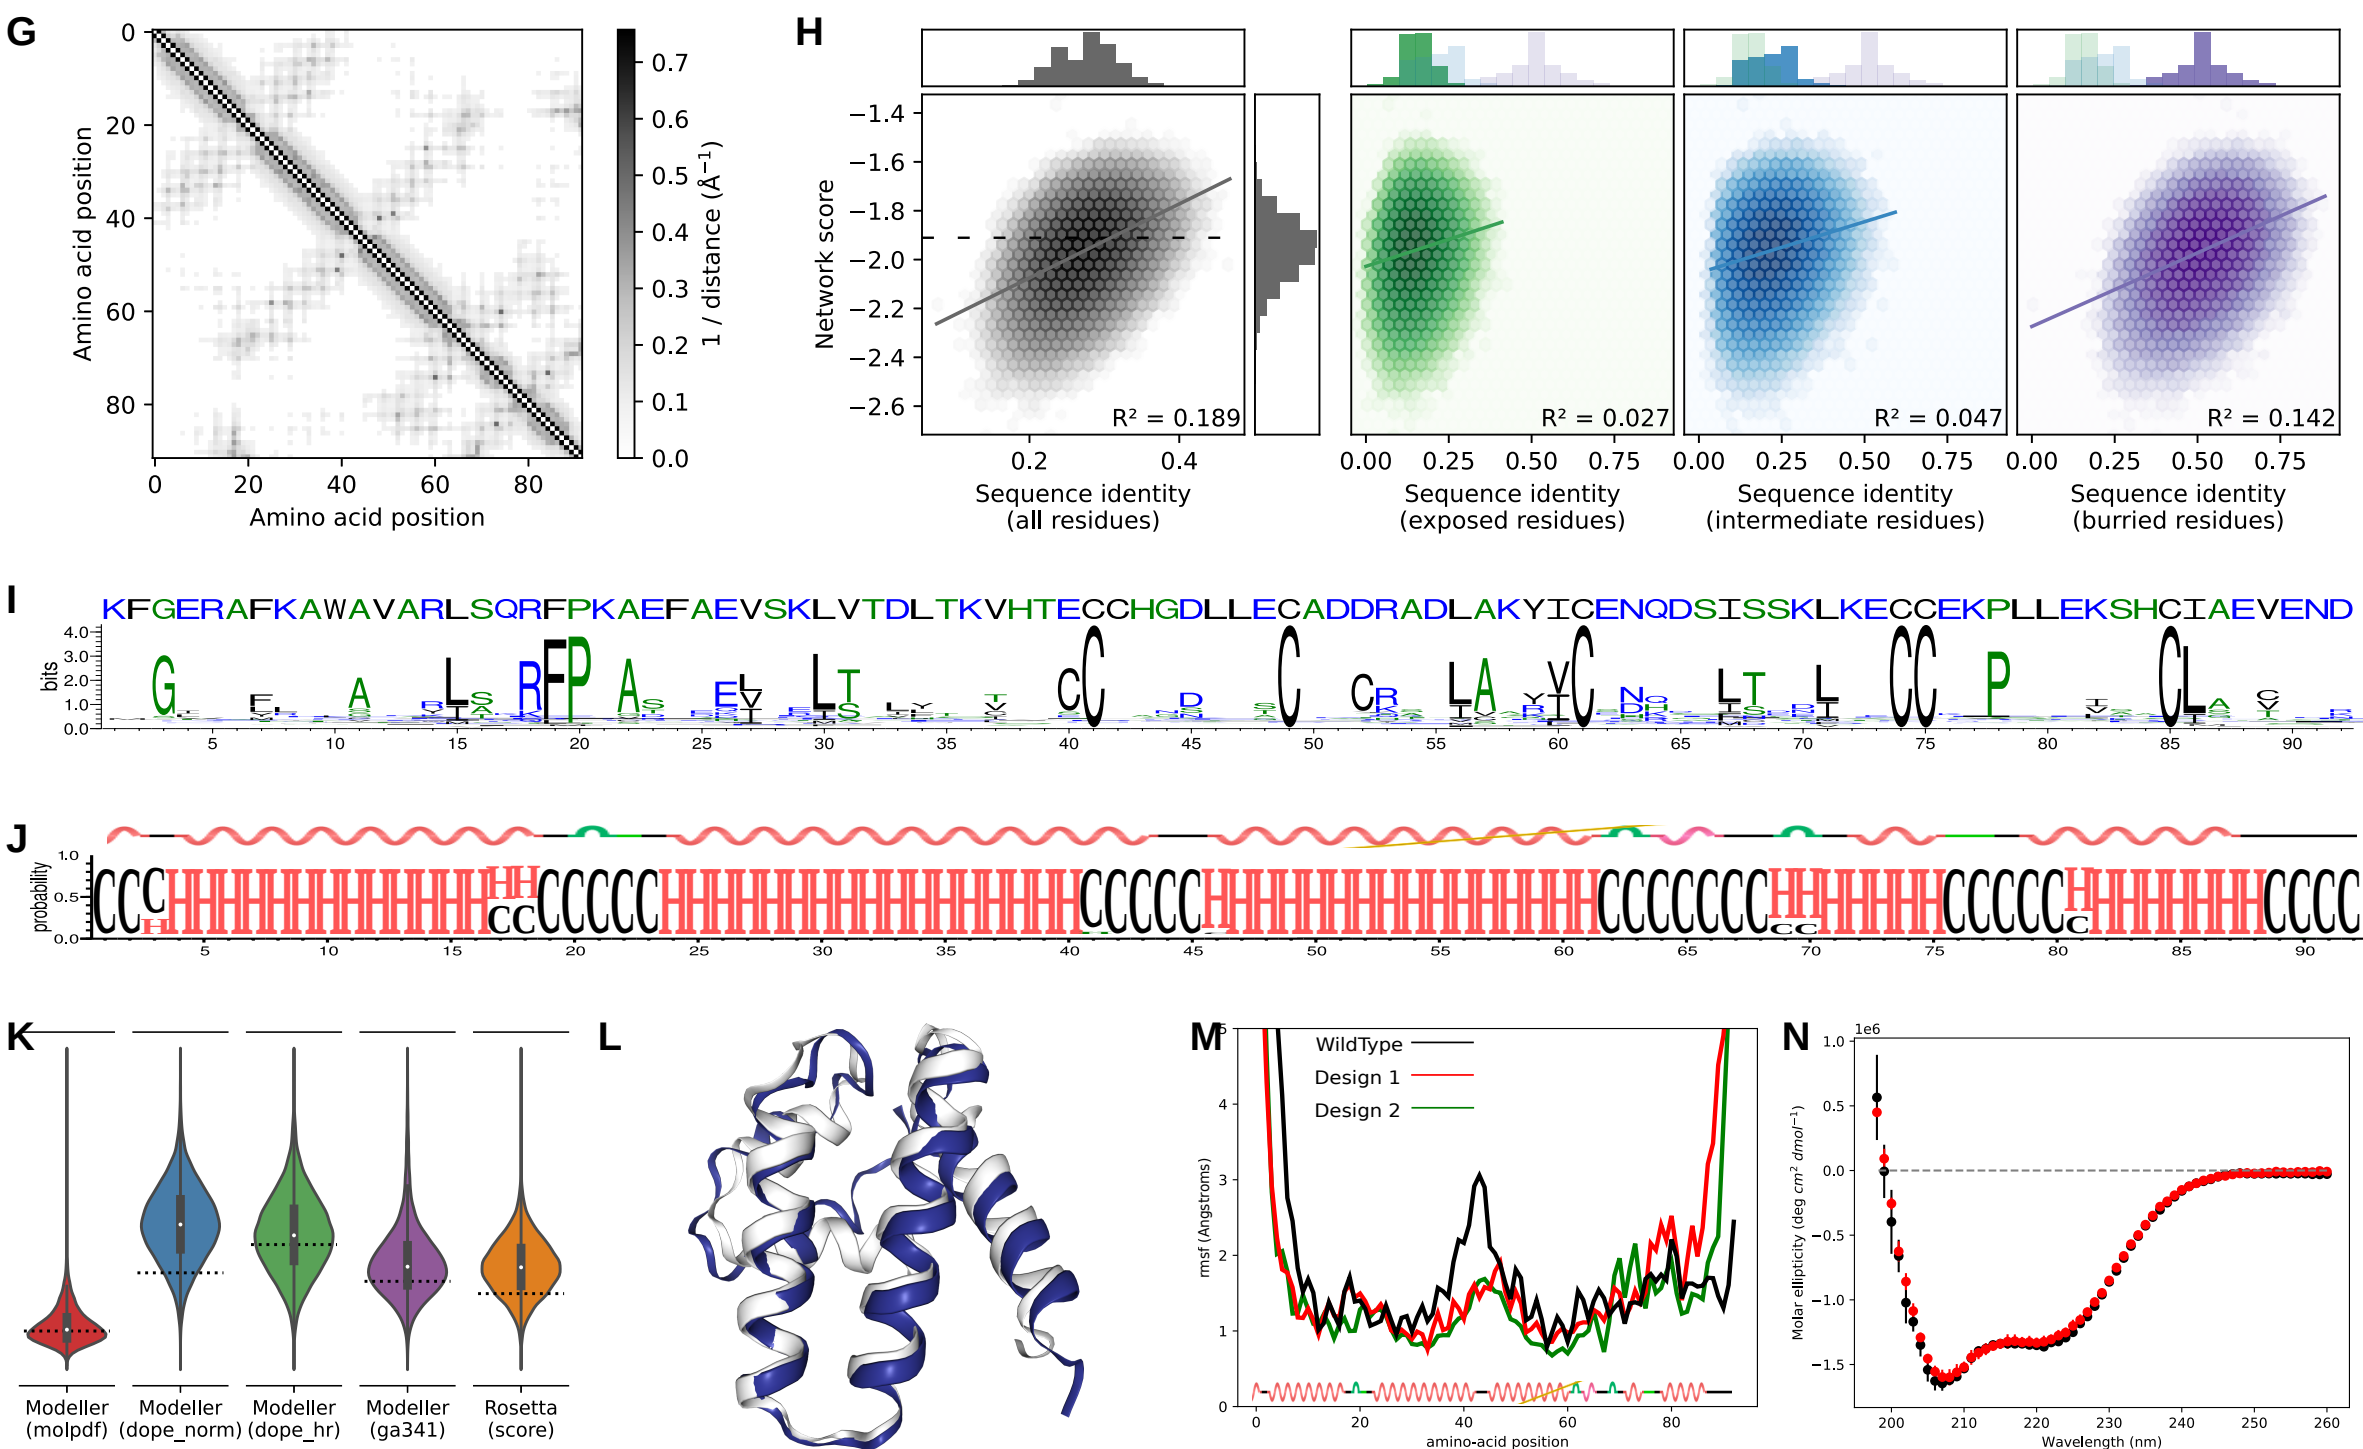 G
0
20
40
60
80
Amino acid position
0
20
40
60
80
Amino acid position
0.7
0.6
0.5
0.4
0.3
0.2
0.1
0.0
1 / distance (Å⁻¹)
H
−1.4
−1.6
−1.8
−2.0
−2.2
−2.4
−2.6
Network score
R² = 0.189
R² = 0.027
R² = 0.047
R² = 0.142
0.2
0.4
0.00
0.25
0.50
0.75
0.00
0.25
0.50
0.75
0.00
0.25
0.50
0.75
Sequence identity
(all residues)
Sequence identity
(exposed residues)
Sequence identity
(intermediate residues)
Sequence identity
(burried residues)
I
KFGERAFKAWAVARLSQRFPKAEFAEVSKLVTDLTKVHTECCHGDLLECADDRADLAKYICENQDSISSKLKECCEKPLLEKSHCIAEVEND
4.0
3.0
2.0
1.0
0.0
bits
5 10 15 20 25 30 35 40 45 50 55 60 65 70 75 80 85 90
J
1.0
0.5
0.0
probability
5 10 15 20 25 30 35 40 45 50 55 60 65 70 75 80 85 90
K
Modeller
(molpdf)
Modeller
(dope_norm)
Modeller
(dope_hr)
Modeller
(ga341)
Rosetta
(score)
L
M
WildType
Design 1
Design 2
5
4
3
2
1
0
rmsf (Angstroms)
0
20
40
60
80
amino-acid position
N
1e6
1.0
0.5
0.0
−0.5
−1.0
−1.5
Molar ellipticity (deg cm² dmol⁻¹)
200
210
220
230
240
250
260
Wavelength (nm)